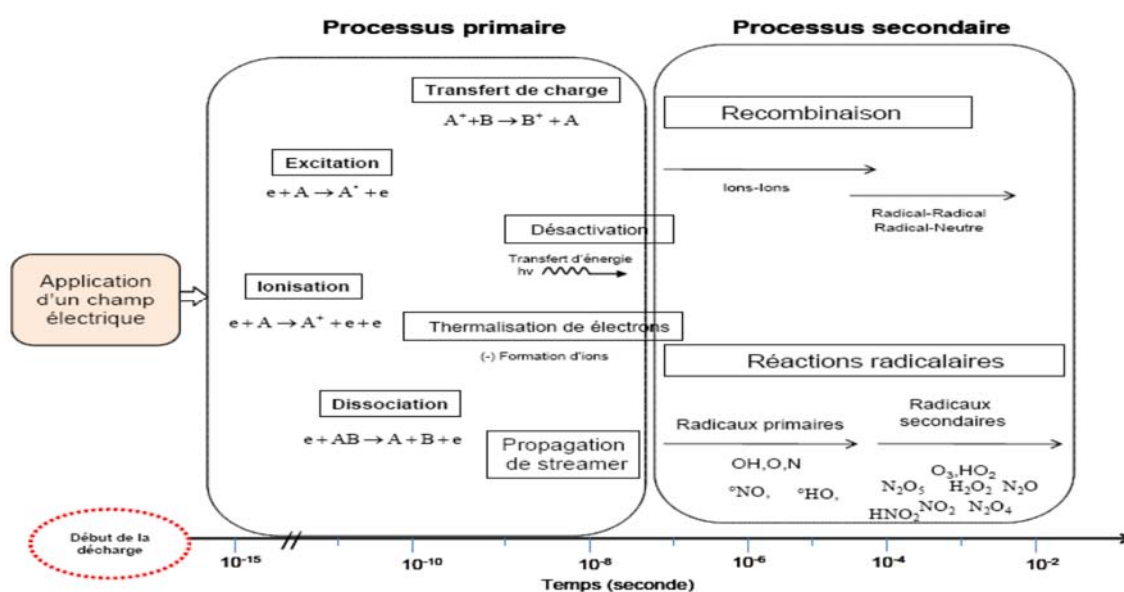 Processus primaire
Processus secondaire
Transfert de charge
A⁺+B → B⁺ + A
Excitation
e + A → A* + e
Désactivation
Transfert d'énergie
hν
Application
d'un champ
électrique
Ionisation
e + A → A⁺ + e + e
Thermalisation de électrons
(-) Formation d'ions
Dissociation
e + AB → A + B + e
Propagation
de streamer
Recombinaison
Ions-Ions
Radical-Radical
Radical-Neutre
Réactions radicalaires
Radicaux primaires
OH,O,N
°NO, °HO,
Radicaux
secondaires
O₃,HO₂
N₂O₅ H₂O₂ N₂O
HNO₂ NO₂ N₂O₄
Début de la
décharge
10⁻¹⁵ 10⁻¹⁰ 10⁻⁸ 10⁻⁶ 10⁻⁴ 10⁻²
Temps (seconde)